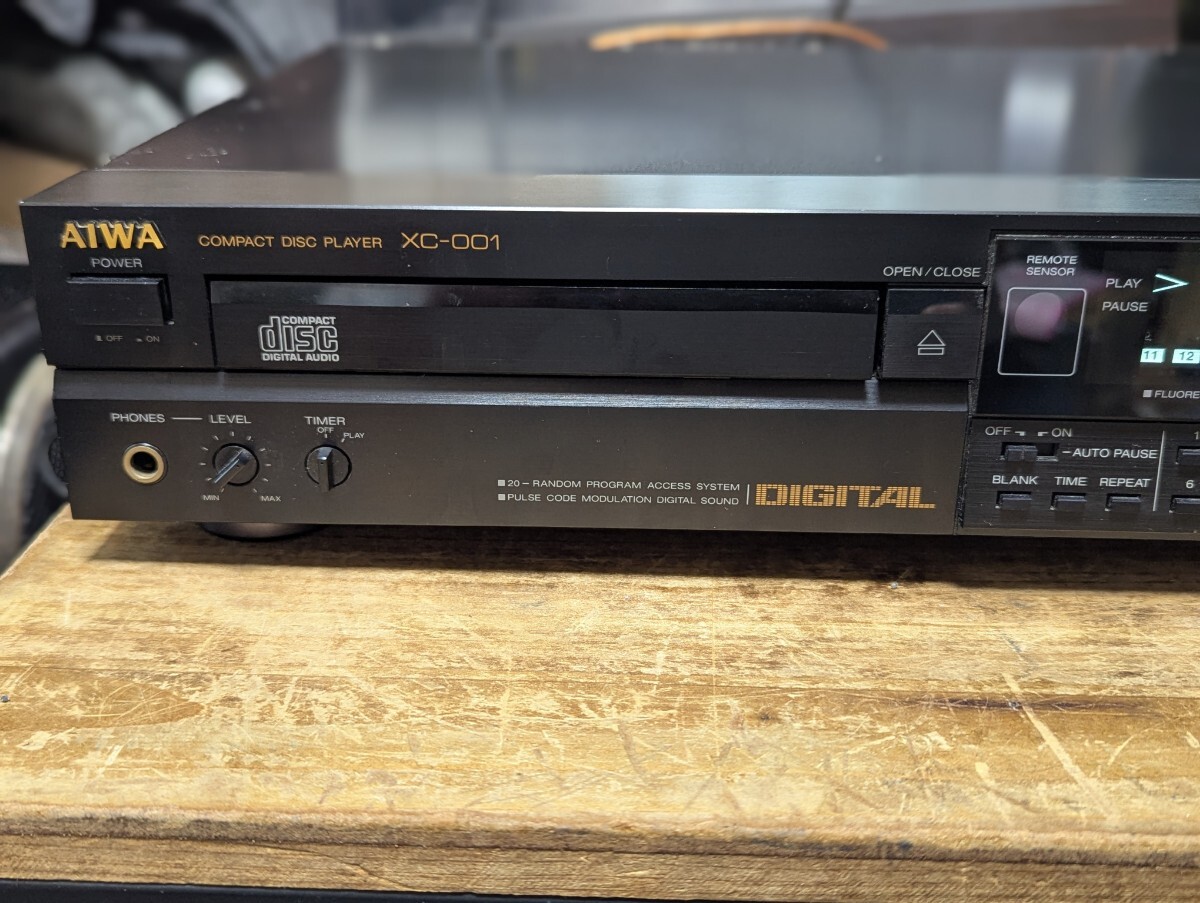 AIWA COMPACT DISC PLAYER XC-001
POWER
OFF ON
COMPACT
disc
DIGITAL AUDIO
OPEN/CLOSE
REMOTE
SENSOR
PLAY
PAUSE
11 12
FLUORE
PHONES LEVEL
MIN MAX
TIMER
OFF
PLAY
20-RANDOM PROGRAM ACCESS SYSTEM
PULSE CODE MODULATION DIGITAL SOUND
DIGITAL
OFF ON
AUTO PAUSE
BLANK TIME REPEAT
1
6